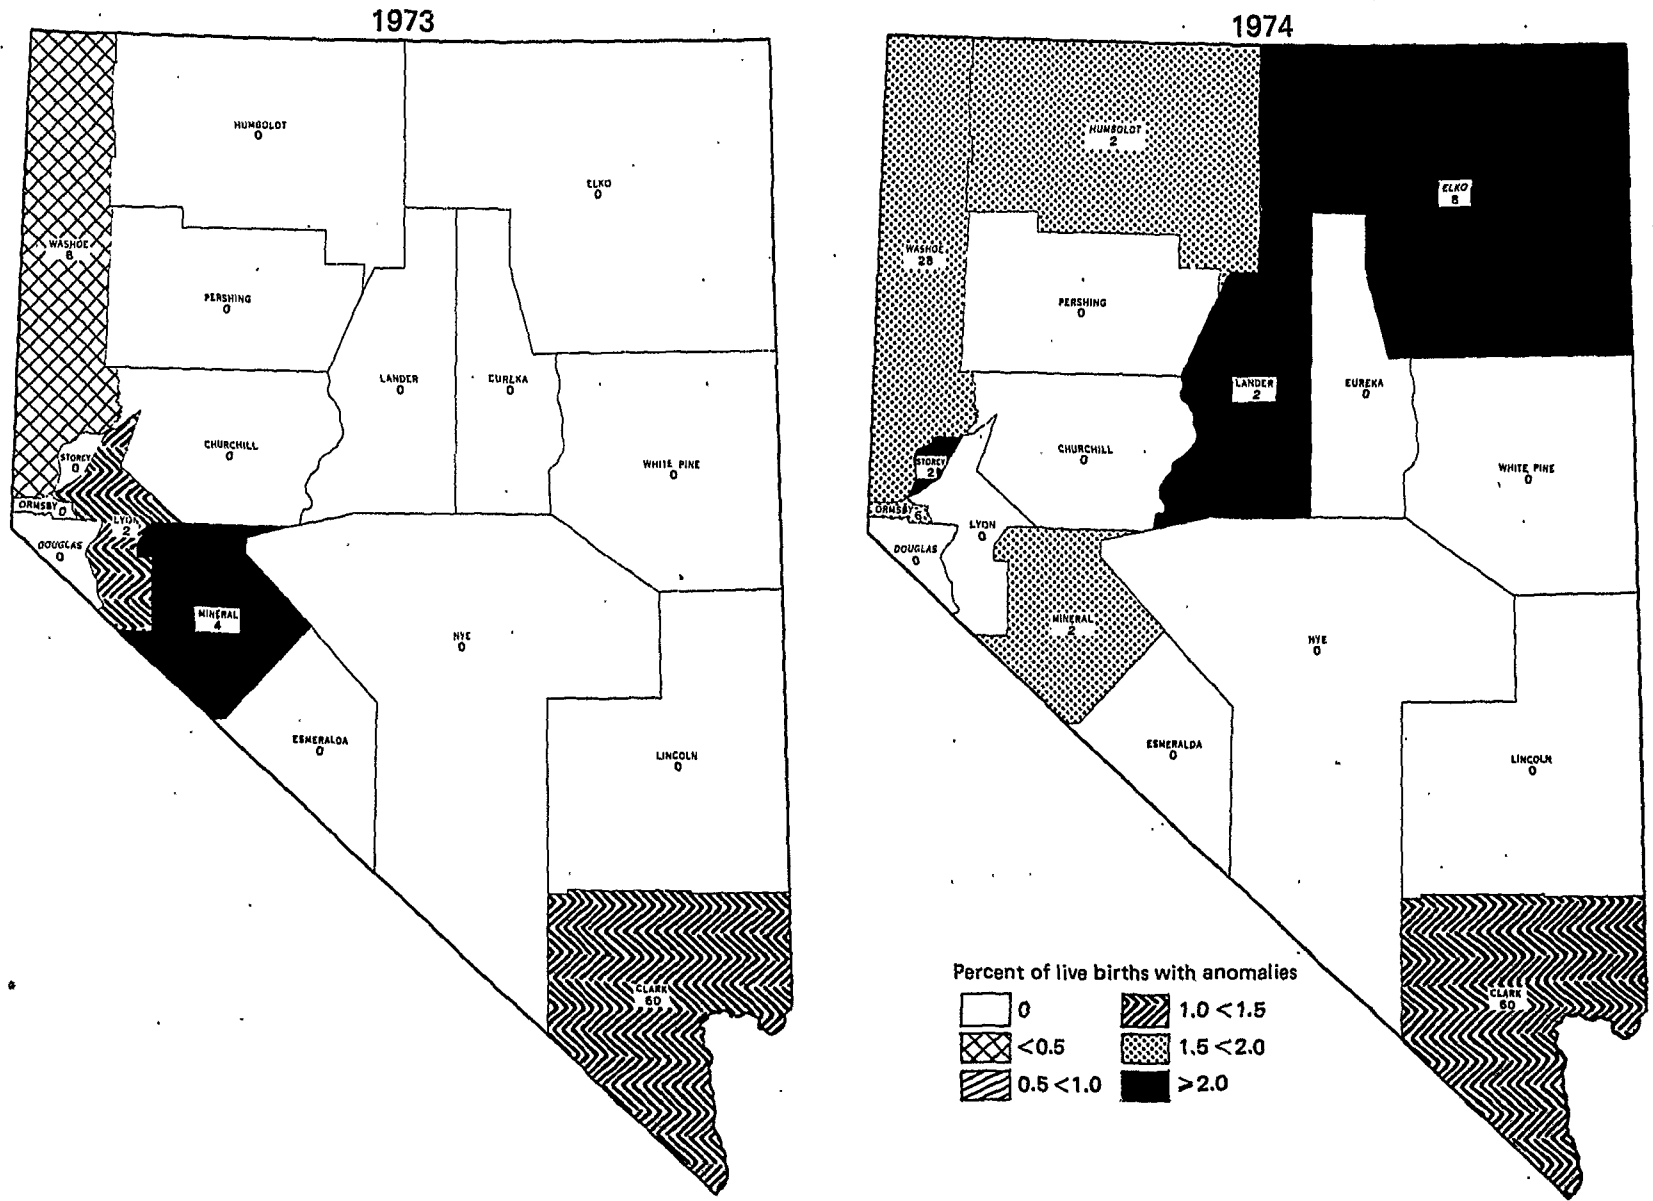 1973
HUMBOLDT
0
ELKO
0
WASHOE
8
PERSHING
0
LANDER
0
EUREKA
0
CHURCHILL
0
STOREY
0
WHITE PINE
0
ORMSBY 0
LYON
2
DOUGLAS
0
MINERAL
4
NYE
0
ESMERALDA
0
LINCOLN
0
CLARK
60
1974
HUMBOLDT
2
ELKO
8
WASHOE
28
PERSHING
0
LANDER
2
EUREKA
0
CHURCHILL
0
STOREY
2
WHITE PINE
0
ORMSBY 6
LYON
0
DOUGLAS
0
MINERAL
2
NYE
0
ESMERALDA
0
LINCOLN
0
CLARK
60
Percent of live births with anomalies
0
<0.5
0.5 <1.0
1.0 <1.5
1.5 <2.0
≥2.0